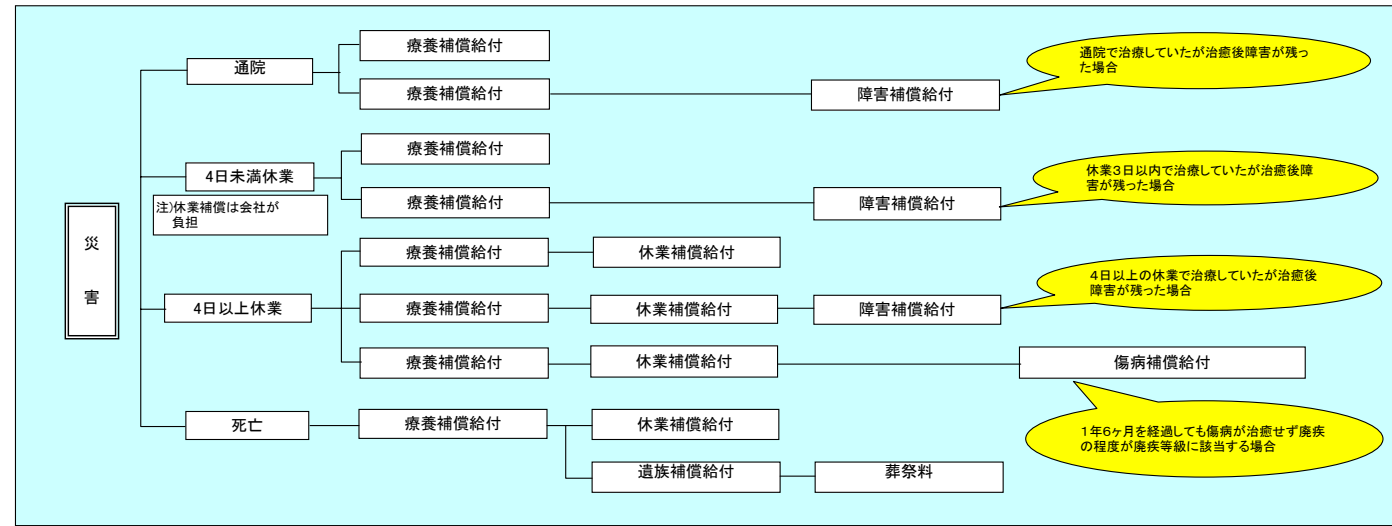 災
害
通院
療養補償給付
療養補償給付
障害補償給付
通院で治療していたが治癒後障害が残っ
た場合
4日未満休業
注)休業補償は会社が
負担
療養補償給付
療養補償給付
障害補償給付
休業３日以内で治療していたが治癒後障
害が残った場合
4日以上休業
療養補償給付
休業補償給付
療養補償給付
休業補償給付
障害補償給付
４日以上の休業で治療していたが治癒後
障害が残った場合
療養補償給付
休業補償給付
傷病補償給付
１年６ヶ月を経過しても傷病が治癒せず廃疾
の程度が廃疾等級に該当する場合
死亡
療養補償給付
休業補償給付
遺族補償給付
葬祭料